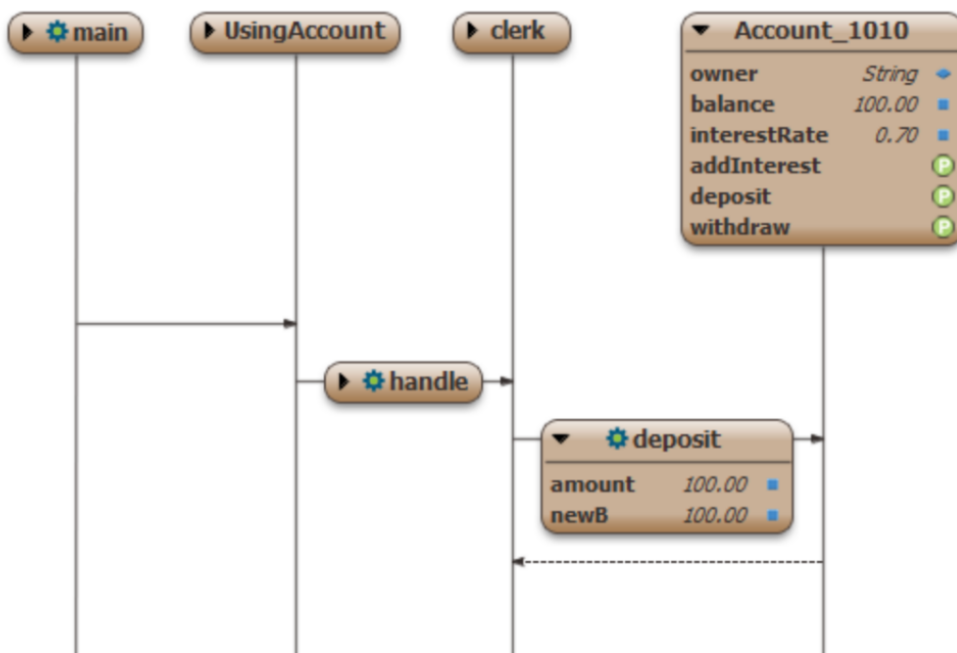 main
UsingAccount
clerk
Account_1010
owner String
balance 100.00
interestRate 0.70
addInterest P
deposit P
withdraw P
handle
deposit
amount 100.00
newB 100.00